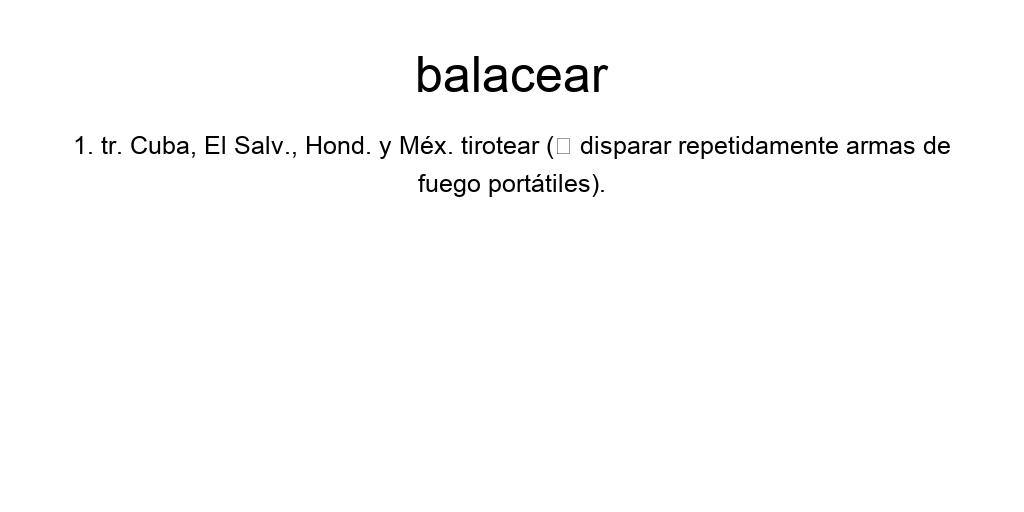 balacear
1. tr. Cuba, El Salv., Hond. y Méx. tirotear (▯ disparar repetidamente armas de
fuego portátiles).